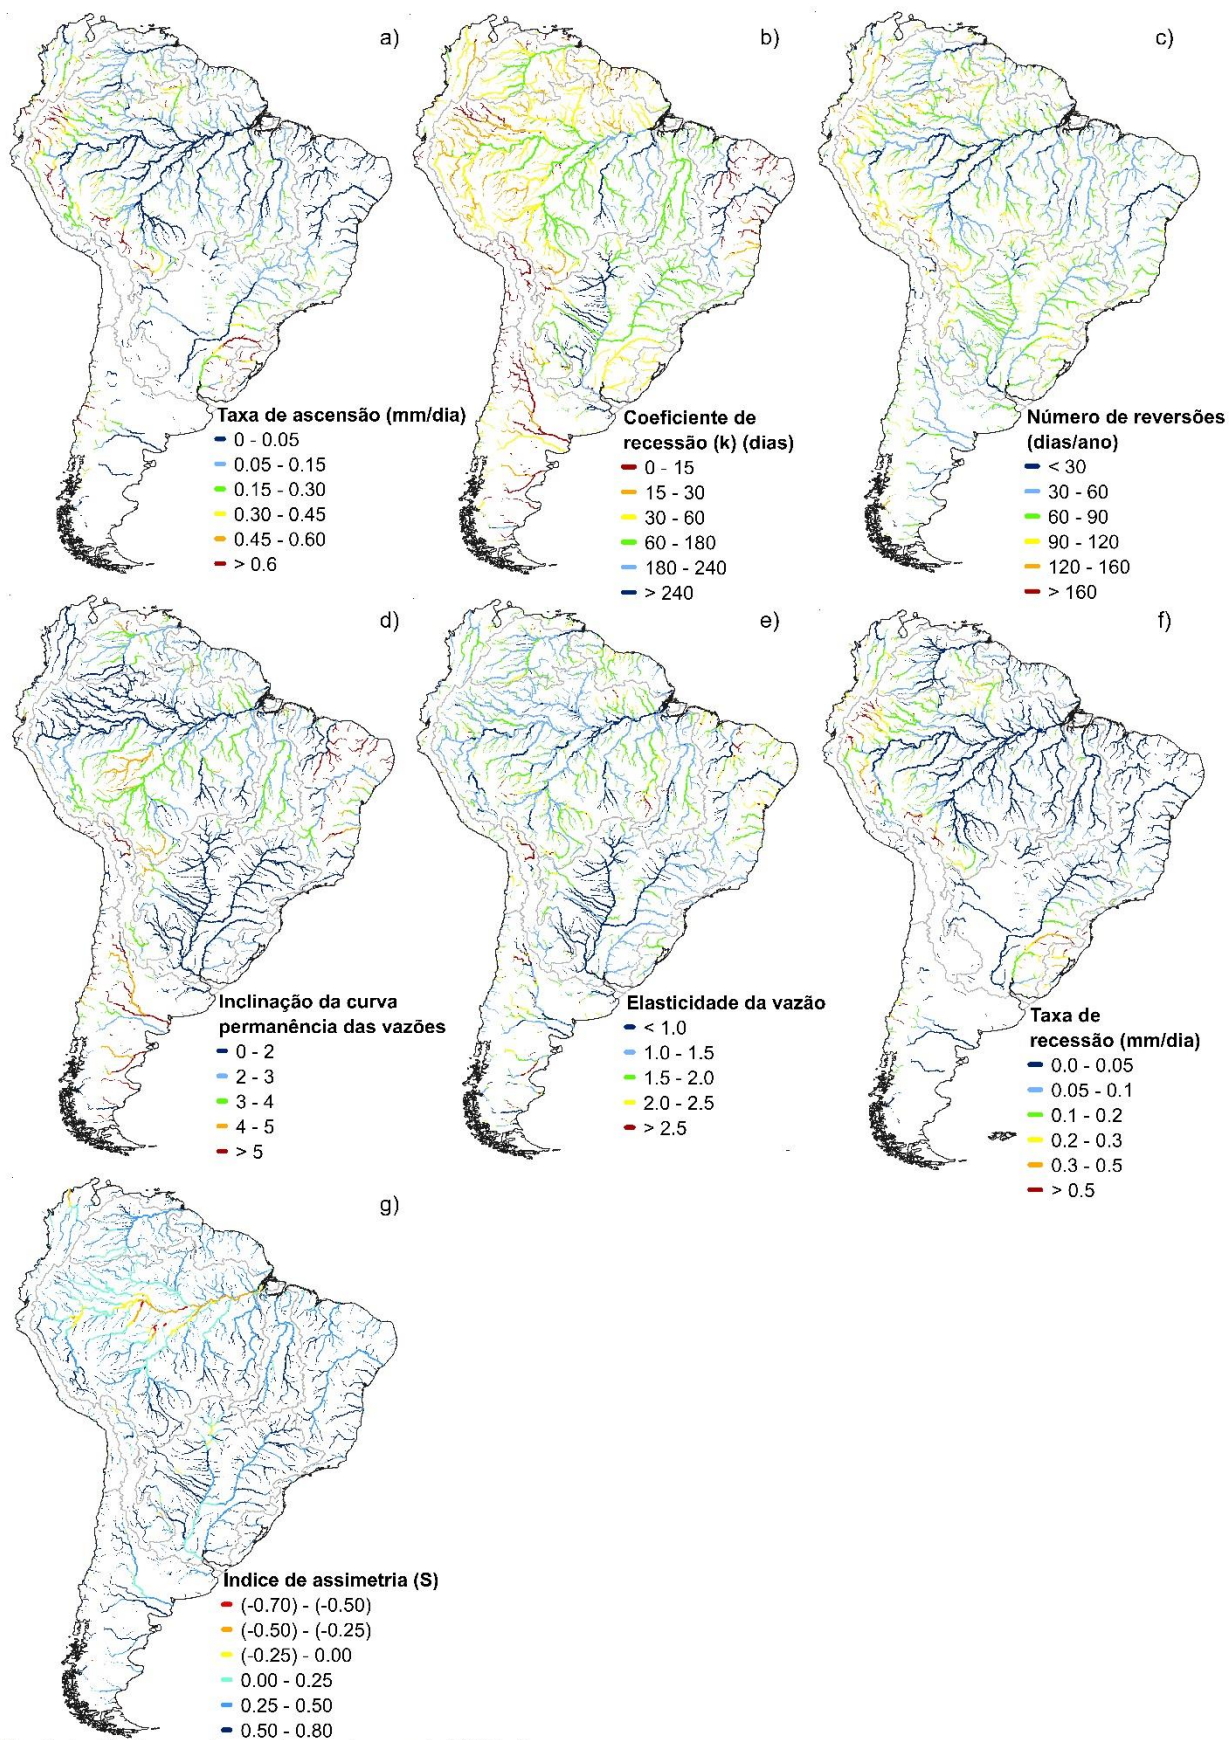 a)
Taxa de ascensão (mm/dia)
0 - 0.05
0.05 - 0.15
0.15 - 0.30
0.30 - 0.45
0.45 - 0.60
> 0.6
b)
Coeficiente de
recessão (k) (dias)
0 - 15
15 - 30
30 - 60
60 - 180
180 - 240
> 240
c)
Número de reversões
(dias/ano)
< 30
30 - 60
60 - 90
90 - 120
120 - 160
> 160
d)
Inclinação da curva
permanência das vazões
0 - 2
2 - 3
3 - 4
4 - 5
> 5
e)
Elasticidade da vazão
< 1.0
1.0 - 1.5
1.5 - 2.0
2.0 - 2.5
> 2.5
f)
Taxa de
recessão (mm/dia)
0.0 - 0.05
0.05 - 0.1
0.1 - 0.2
0.2 - 0.3
0.3 - 0.5
> 0.5
g)
Índice de assimetria (S)
(-0.70) - (-0.50)
(-0.50) - (-0.25)
(-0.25) - 0.00
0.00 - 0.25
0.25 - 0.50
0.50 - 0.80